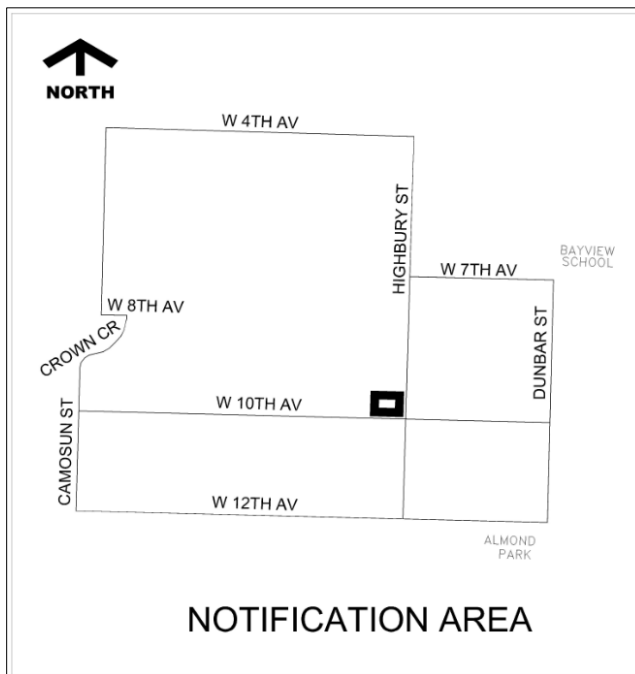 NORTH
W 4TH AV
HIGHBURY ST
BAYVIEW
SCHOOL
W 7TH AV
W 8TH AV
CROWN CR
DUNBAR ST
W 10TH AV
CAMOSUN ST
W 12TH AV
ALMOND
PARK
NOTIFICATION AREA